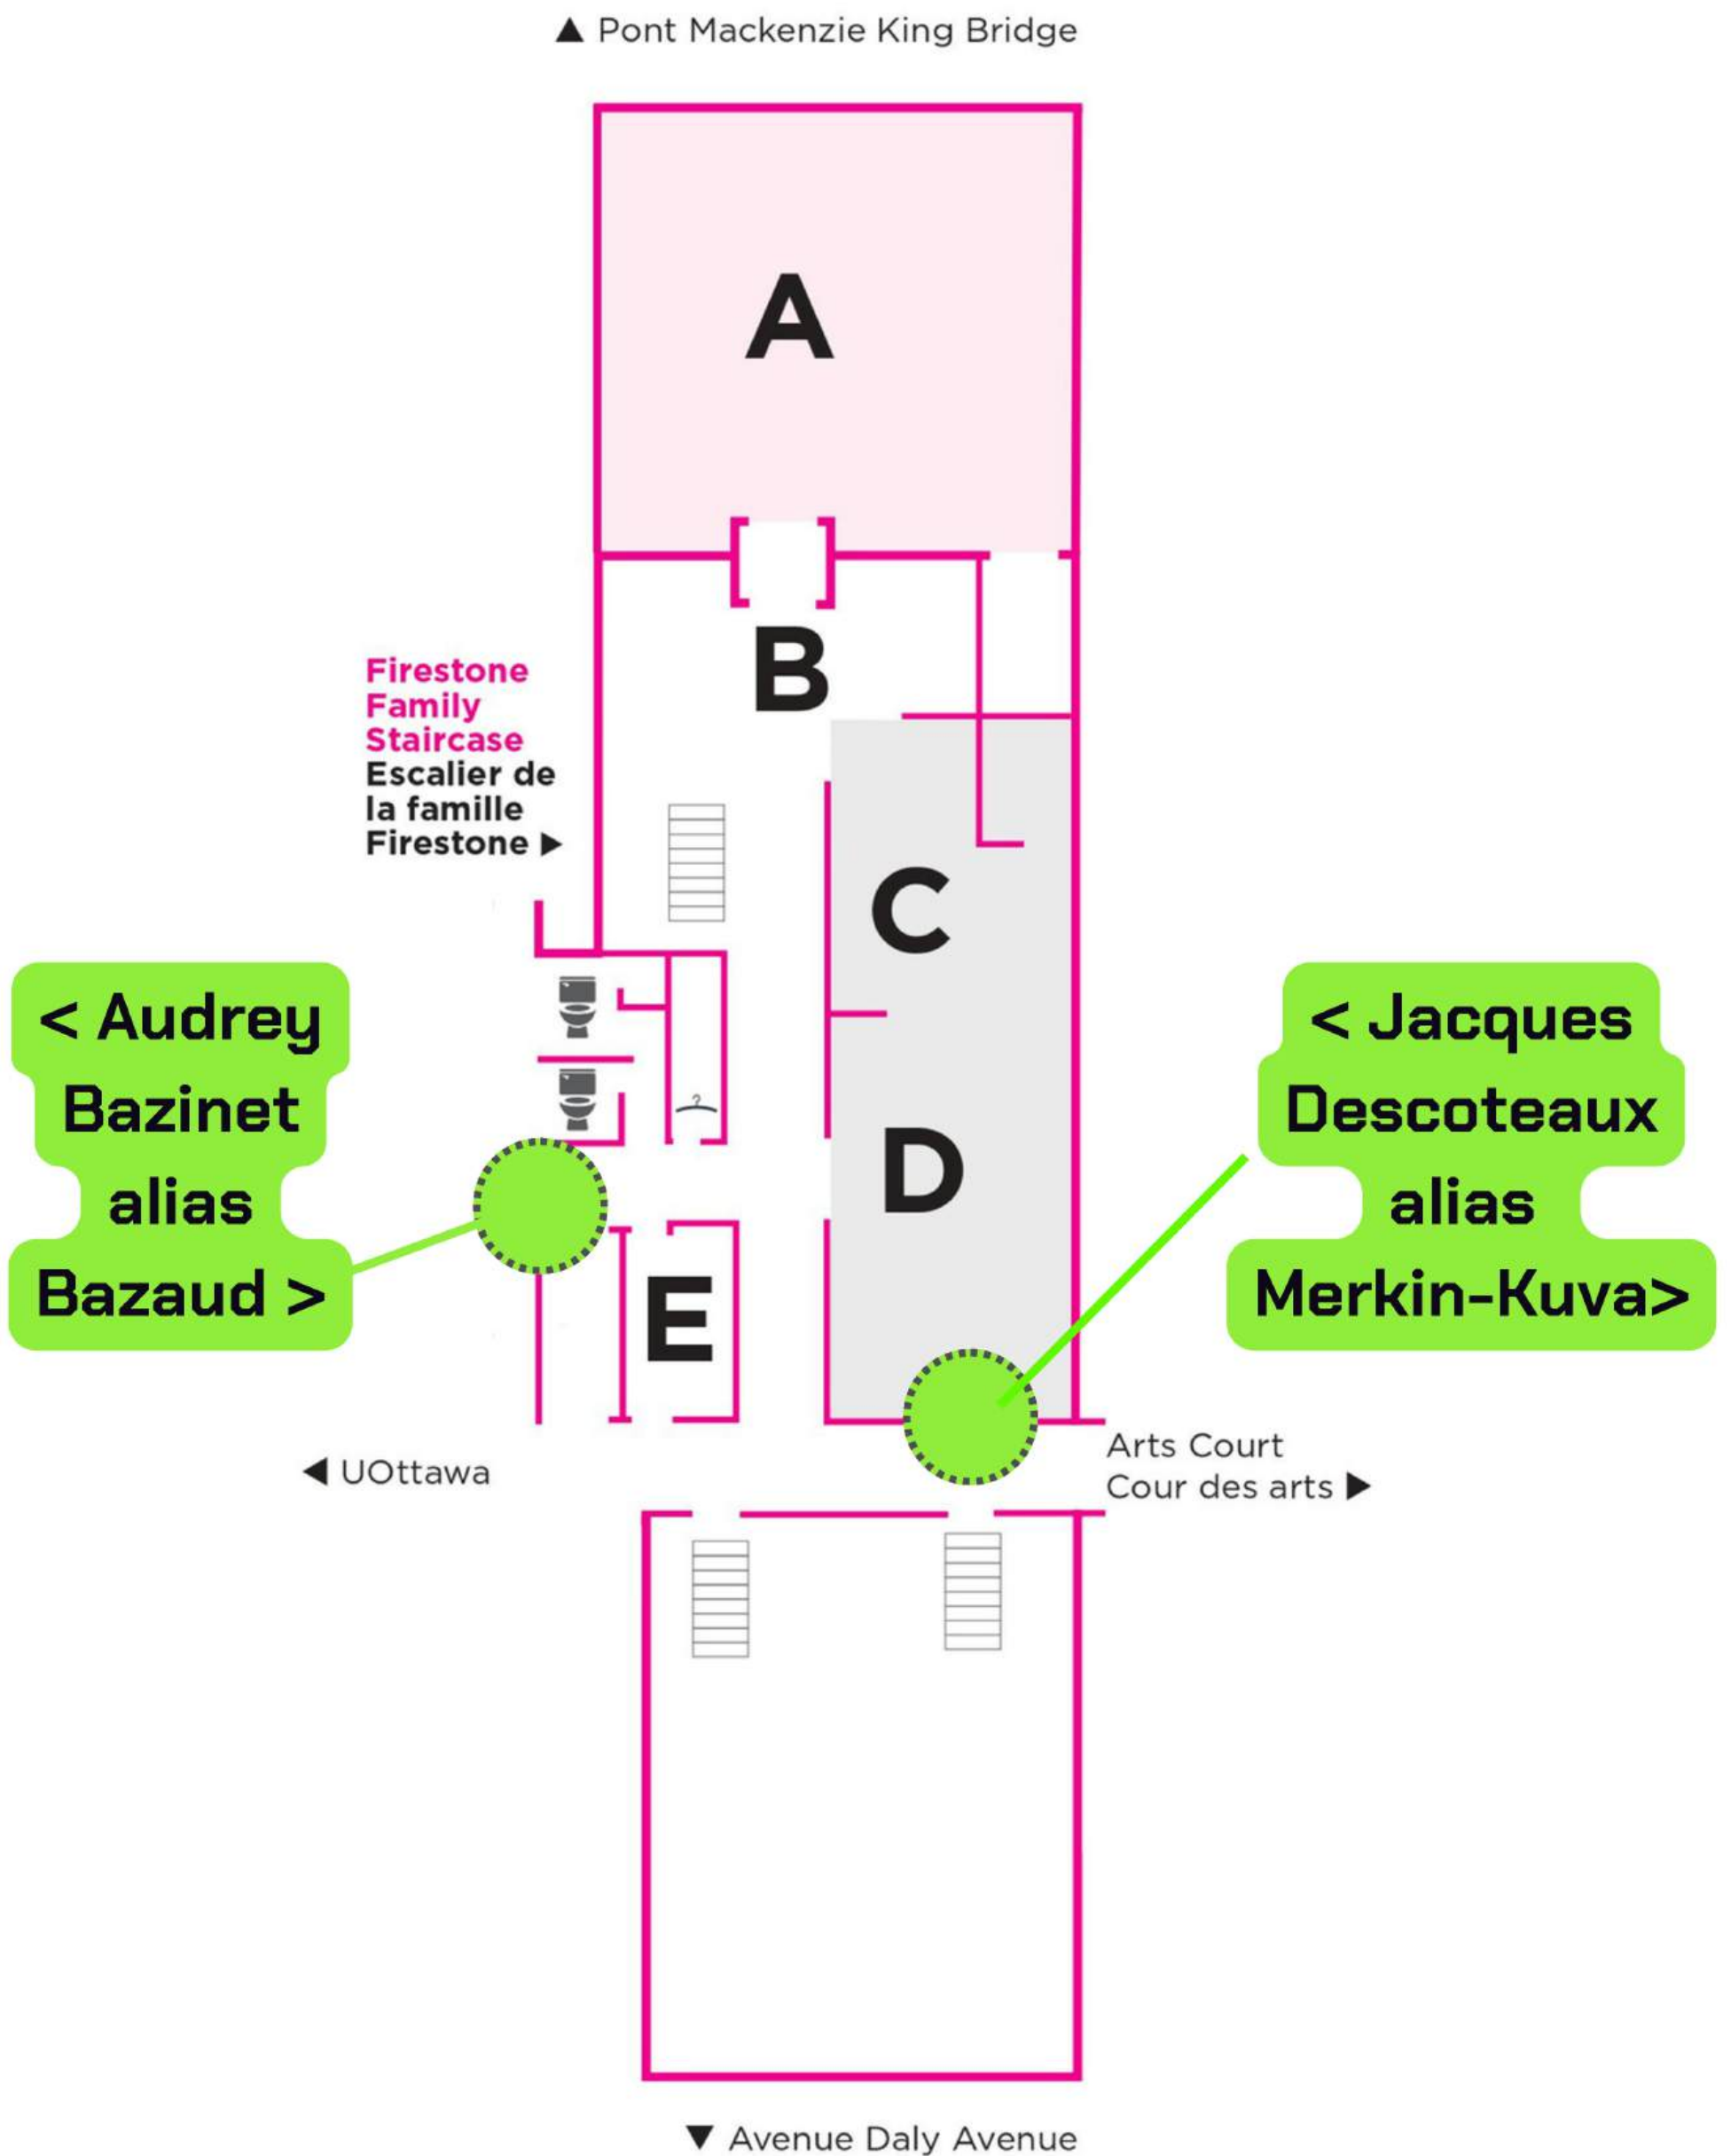 ▲ Pont Mackenzie King Bridge
A
B
Firestone
Family
Staircase
Escalier de
la famille
Firestone ▶
C
< Audrey
Bazinet
alias
Bazaud >
< Jacques
Descoteaux
alias
Merkin-Kuva>
D
E
◀ UOttawa
Arts Court
Cour des arts ▶
▼ Avenue Daly Avenue